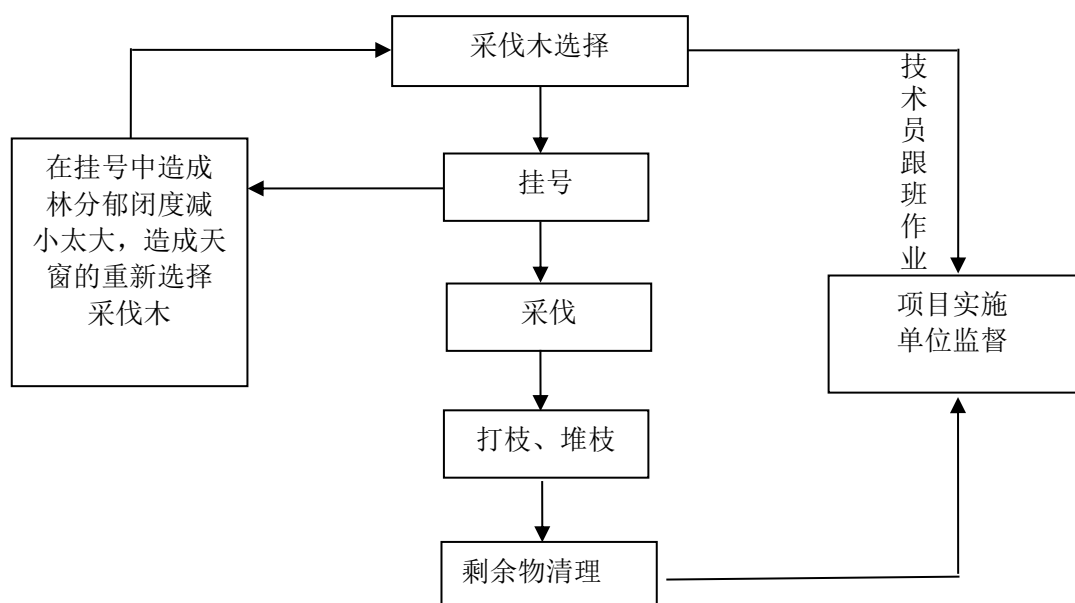 采伐木选择
技术员跟班作业
在挂号中造成
林分郁闭度减
小太大，造成天
窗的重新选择
采伐木
挂号
采伐
项目实施
单位监督
打枝、堆枝
剩余物清理